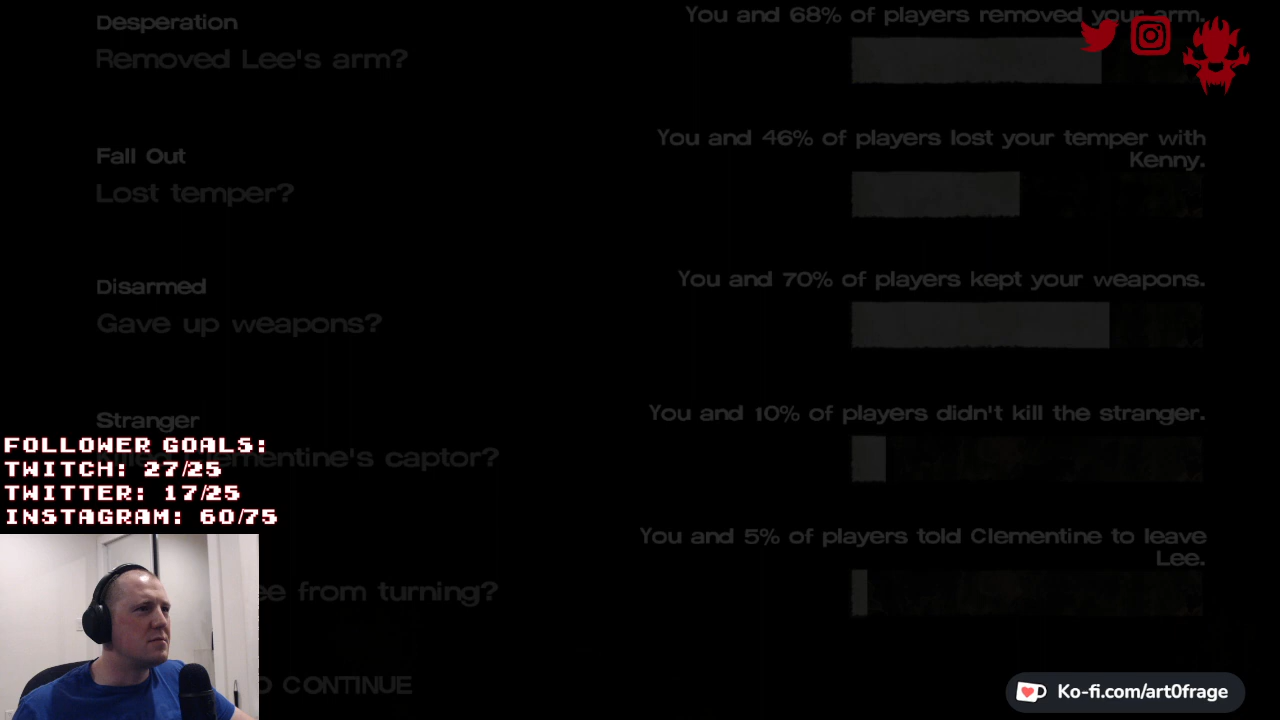 Desperation
You and 68% of players removed your arm.
Removed Lee's arm?
You and 46% of players lost your temper with
Kenny.
Fall Out
Lost temper?
Disarmed
You and 70% of players kept your weapons.
Gave up weapons?
Stranger
You and 10% of players didn't kill the stranger.
FOLLOWER GOALS:
Clementine's captor?
TWITCH: 27/25
TWITTER: 17/25
INSTAGRAM: 60/75
You and 5% of players told Clementine to leave
Lee.
from turning?
CONTINUE
Ko-fi.com/art0frage